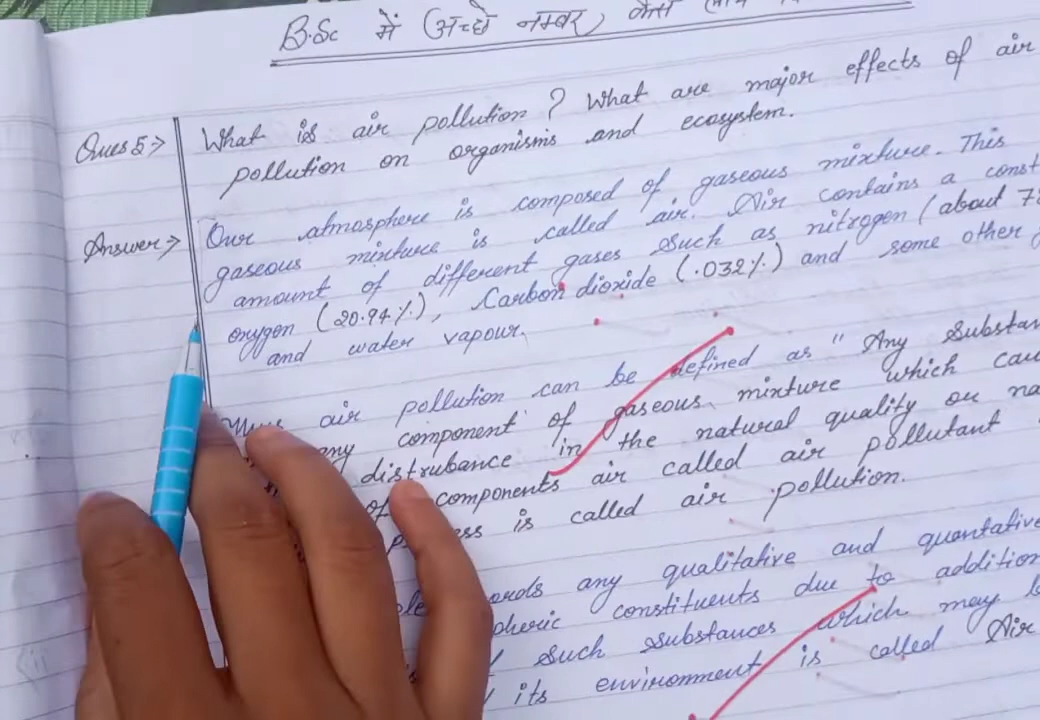 B.Sc में (अच्छे नम्बर)
Ques 5> What is air pollution? What are major effects of air
pollution on organisms and ecosystem.
Answer> Our atmosphere is composed of gaseous mixture. This
gaseous mixture is called air. Air contains a const
amount of different gases such as nitrogen (about 78
oxygen (20.94%), Carbon dioxide (.032%) and some other
and water vapour.
air pollution can be defined as " Any Substan
any component of gaseous mixture which cau
distrubance in the natural quality or na
of components air called air pollutant
ss is called air pollution.
ords any qualitative and quantative
pheric constituents due to addition
such substances which may b
its environment is called Air